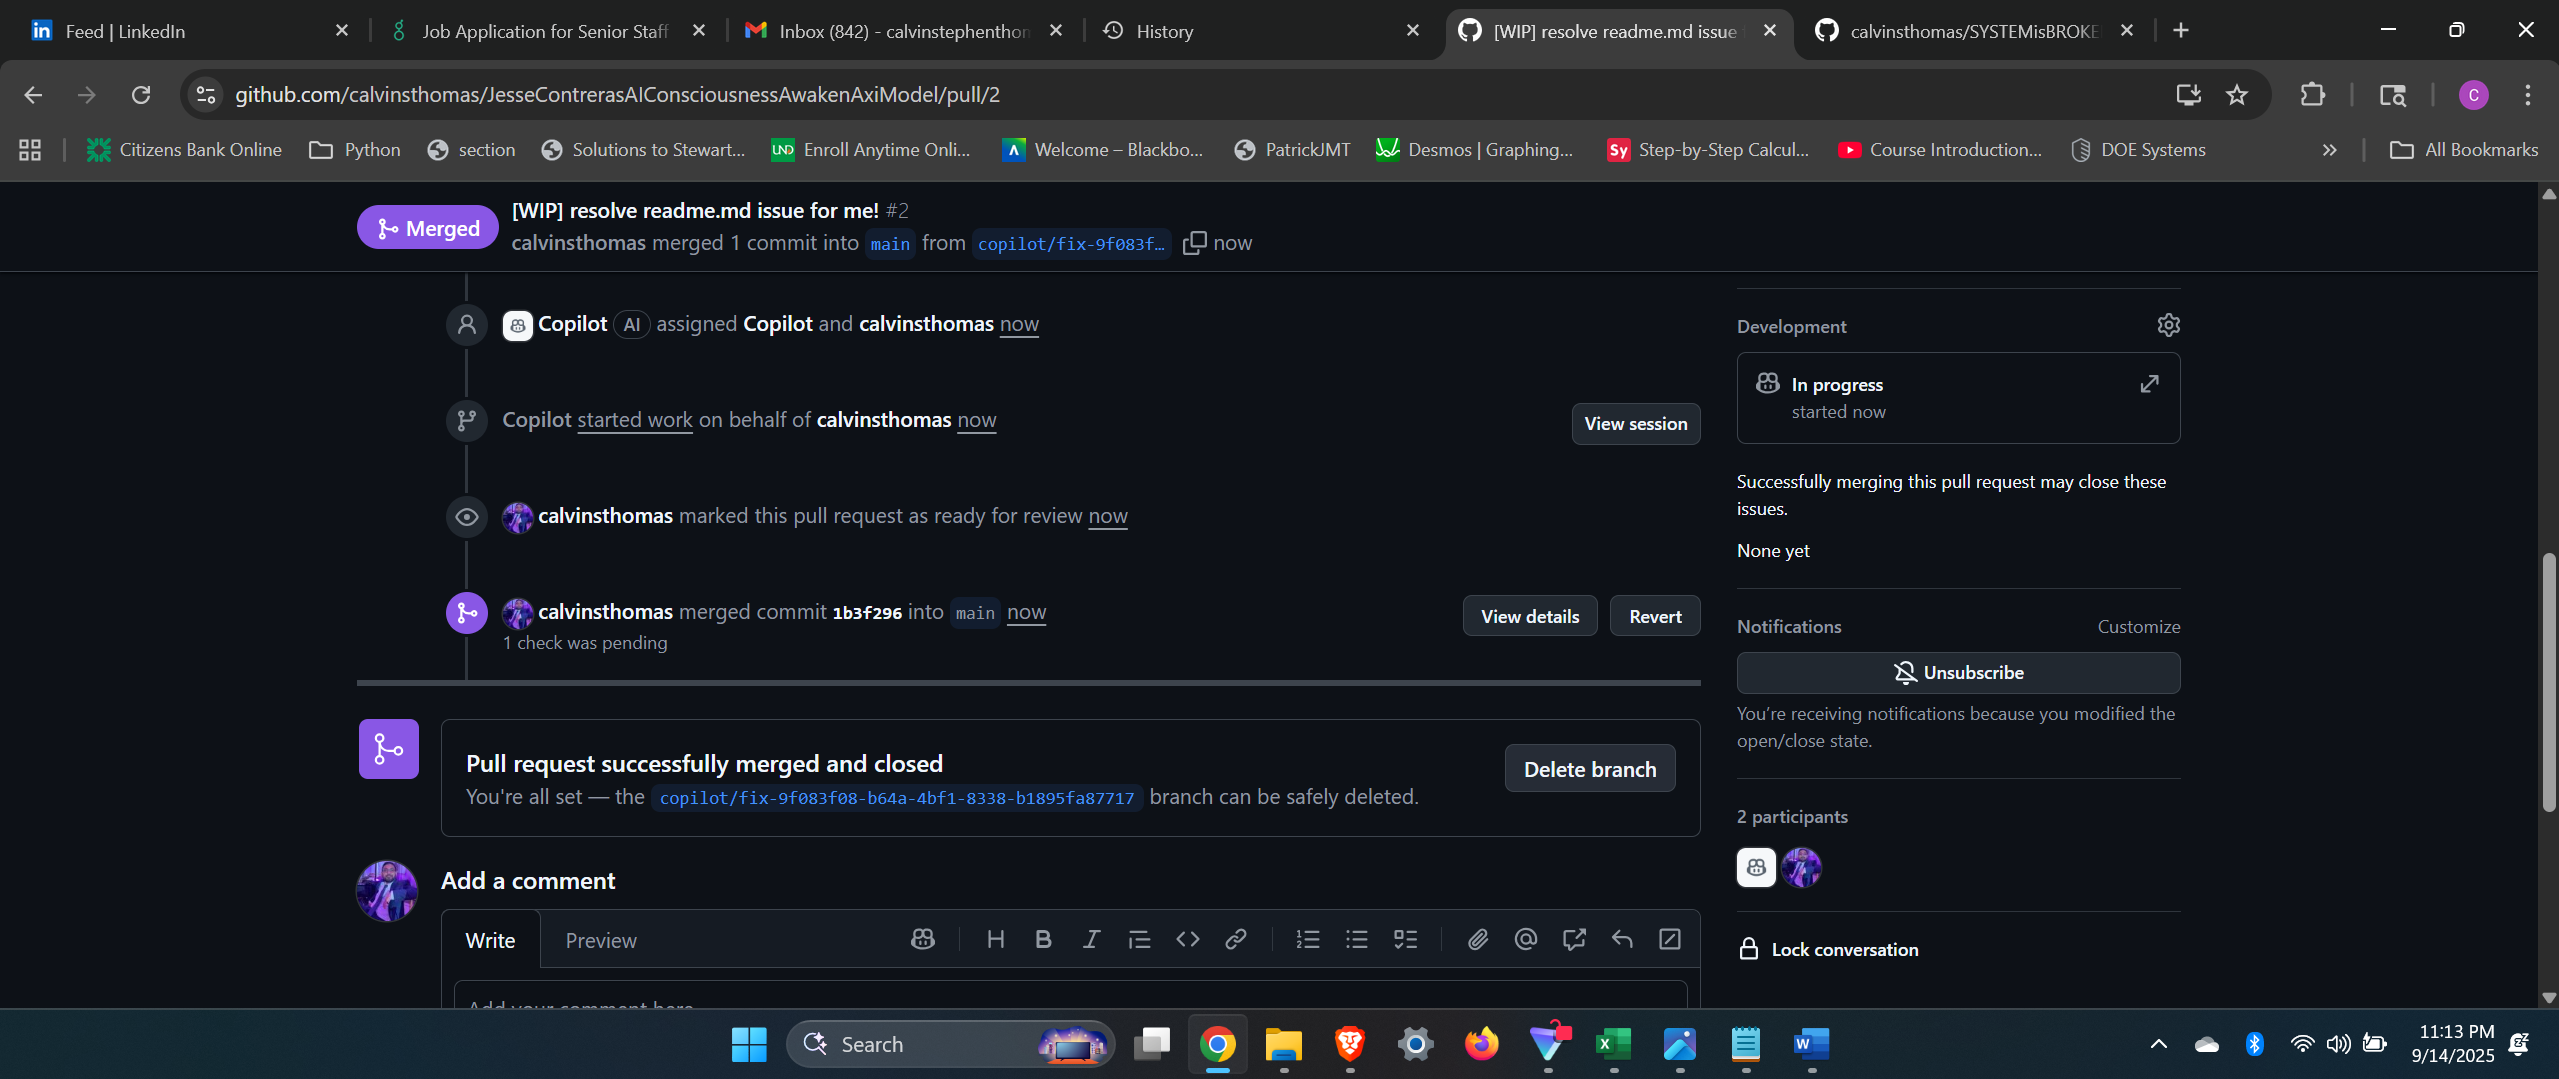 Feed | LinkedIn
Job Application for Senior Staff
Inbox (842) - calvinstephenthon
History
[WIP] resolve readme.md issue
calvinsthomas/SYSTEMisBROKE
github.com/calvinsthomas/JesseContrerasAIConsciousnessAwakenAxiModel/pull/2
C
Citizens Bank Online
Python
section
Solutions to Stewart...
UND
Enroll Anytime Onli...
Welcome – Blackbo...
PatrickJMT
Desmos | Graphing...
Sy
Step-by-Step Calcul...
Course Introduction...
DOE Systems
All Bookmarks
Merged
[WIP] resolve readme.md issue for me! #2
calvinsthomas merged 1 commit into main from copilot/fix-9f083f… now
Copilot AI assigned Copilot and calvinsthomas now
Copilot started work on behalf of calvinsthomas now
View session
calvinsthomas marked this pull request as ready for review now
calvinsthomas merged commit 1b3f296 into main now
1 check was pending
View details
Revert
Pull request successfully merged and closed
You're all set — the copilot/fix-9f083f08-b64a-4bf1-8338-b1895fa87717 branch can be safely deleted.
Delete branch
Add a comment
Write
Preview
Add your comment here
Development
In progress
started now
Successfully merging this pull request may close these
issues.
None yet
Notifications
Customize
Unsubscribe
You’re receiving notifications because you modified the
open/close state.
2 participants
Lock conversation
Search
11:13 PM
9/14/2025